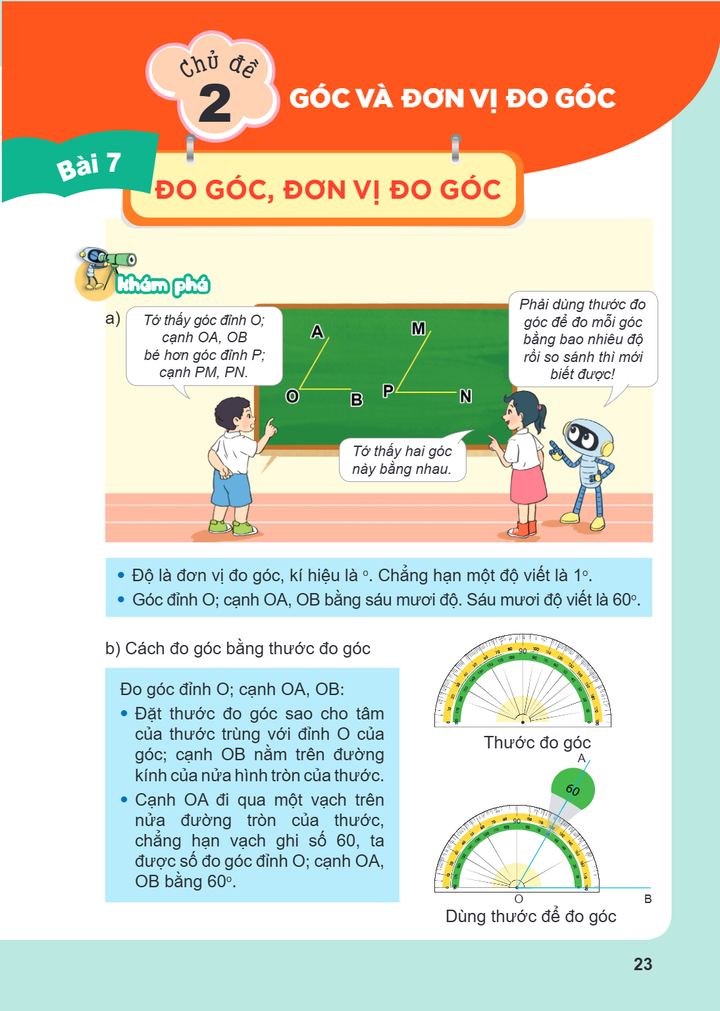 Chủ đề
2
GÓC VÀ ĐƠN VỊ ĐO GÓC
Bài 7
ĐO GÓC, ĐƠN VỊ ĐO GÓC
khám phá
a)
Tớ thấy góc đỉnh O;
cạnh OA, OB
bé hơn góc đỉnh P;
cạnh PM, PN.
Phải dùng thước đo
góc để đo mỗi góc
bằng bao nhiêu độ
rồi so sánh thì mới
biết được!
A
O
B
M
P
N
Tớ thấy hai góc
này bằng nhau.
• Độ là đơn vị đo góc, kí hiệu là º. Chẳng hạn một độ viết là 1º.
• Góc đỉnh O; cạnh OA, OB bằng sáu mươi độ. Sáu mươi độ viết là 60º.
b) Cách đo góc bằng thước đo góc
Đo góc đỉnh O; cạnh OA, OB:
• Đặt thước đo góc sao cho tâm
của thước trùng với đỉnh O của
góc; cạnh OB nằm trên đường
kính của nửa hình tròn của thước.
• Cạnh OA đi qua một vạch trên
nửa đường tròn của thước,
chẳng hạn vạch ghi số 60, ta
được số đo góc đỉnh O; cạnh OA,
OB bằng 60º.
90
Thước đo góc
A
60
90
O
B
Dùng thước để đo góc
23